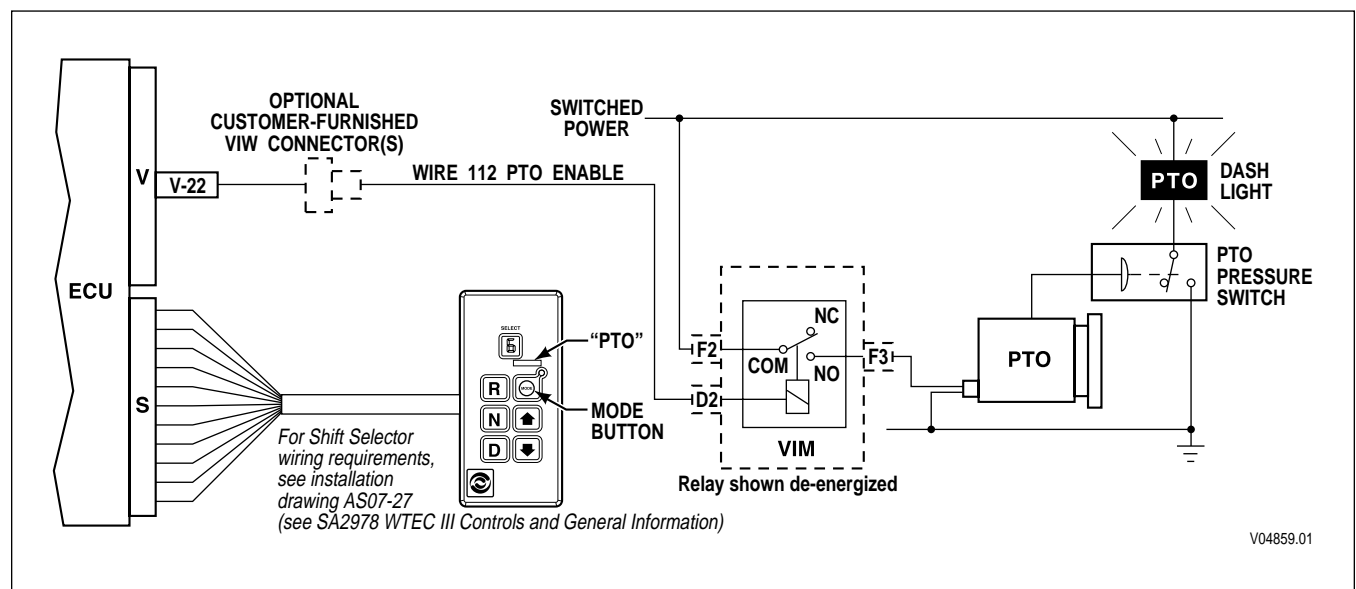 OPTIONAL
CUSTOMER-FURNISHED
VIW CONNECTOR(S)
SWITCHED
POWER
V
V-22
WIRE 112 PTO ENABLE
PTO
DASH
LIGHT
PTO
PRESSURE
SWITCH
ECU
SELECT
6
"PTO"
NC
F2
COM
NO
F3
PTO
R
MODE
D2
S
N
MODE
BUTTON
D
VIM
Relay shown de-energized
For Shift Selector
wiring requirements,
see installation
drawing AS07-27
(see SA2978 WTEC III Controls and General Information)
V04859.01